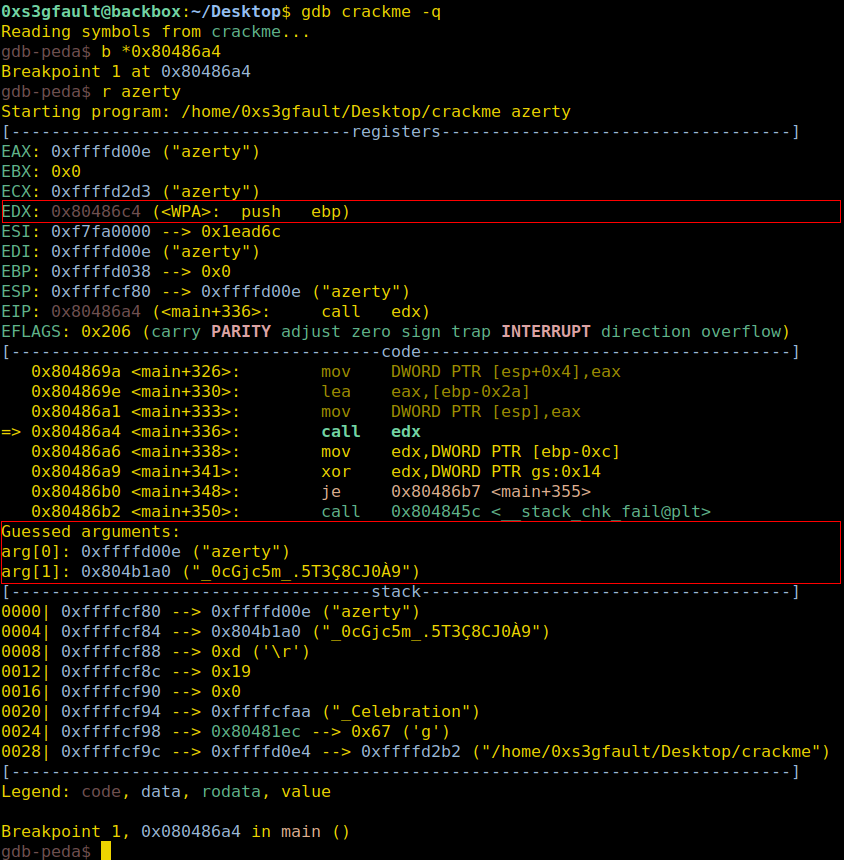 0xs3gfault@backbox:~/Desktop$ gdb crackme -q
Reading symbols from crackme...
gdb-peda$ b *0x80486a4
Breakpoint 1 at 0x80486a4
gdb-peda$ r azerty
Starting program: /home/0xs3gfault/Desktop/crackme azerty
[----------------------------------registers-----------------------------------]
EAX: 0xffffd00e ("azerty")
EBX: 0x0
ECX: 0xffffd2d3 ("azerty")
EDX: 0x80486c4 (<WPA>:  push   ebp)
ESI: 0xf7fa0000 --> 0x1ead6c
EDI: 0xffffd00e ("azerty")
EBP: 0xffffd038 --> 0x0
ESP: 0xffffcf80 --> 0xffffd00e ("azerty")
EIP: 0x80486a4 (<main+336>:     call   edx)
EFLAGS: 0x206 (carry PARITY adjust zero sign trap INTERRUPT direction overflow)
[-------------------------------------code-------------------------------------]
   0x804869a <main+326>:        mov    DWORD PTR [esp+0x4],eax
   0x804869e <main+330>:        lea    eax,[ebp-0x2a]
   0x80486a1 <main+333>:        mov    DWORD PTR [esp],eax
=> 0x80486a4 <main+336>:        call   edx
   0x80486a6 <main+338>:        mov    edx,DWORD PTR [ebp-0xc]
   0x80486a9 <main+341>:        xor    edx,DWORD PTR gs:0x14
   0x80486b0 <main+348>:        je     0x80486b7 <main+355>
   0x80486b2 <main+350>:        call   0x804845c <__stack_chk_fail@plt>
Guessed arguments:
arg[0]: 0xffffd00e ("azerty")
arg[1]: 0x804b1a0 ("_0cGjc5m_.5T3Ç8CJ0À9")
[------------------------------------stack-------------------------------------]
0000| 0xffffcf80 --> 0xffffd00e ("azerty")
0004| 0xffffcf84 --> 0x804b1a0 ("_0cGjc5m_.5T3Ç8CJ0À9")
0008| 0xffffcf88 --> 0xd ('\r')
0012| 0xffffcf8c --> 0x19
0016| 0xffffcf90 --> 0x0
0020| 0xffffcf94 --> 0xffffcfaa ("_Celebration")
0024| 0xffffcf98 --> 0x80481ec --> 0x67 ('g')
0028| 0xffffcf9c --> 0xffffd0e4 --> 0xffffd2b2 ("/home/0xs3gfault/Desktop/crackme")
[------------------------------------------------------------------------------]
Legend: code, data, rodata, value

Breakpoint 1, 0x080486a4 in main ()
gdb-peda$